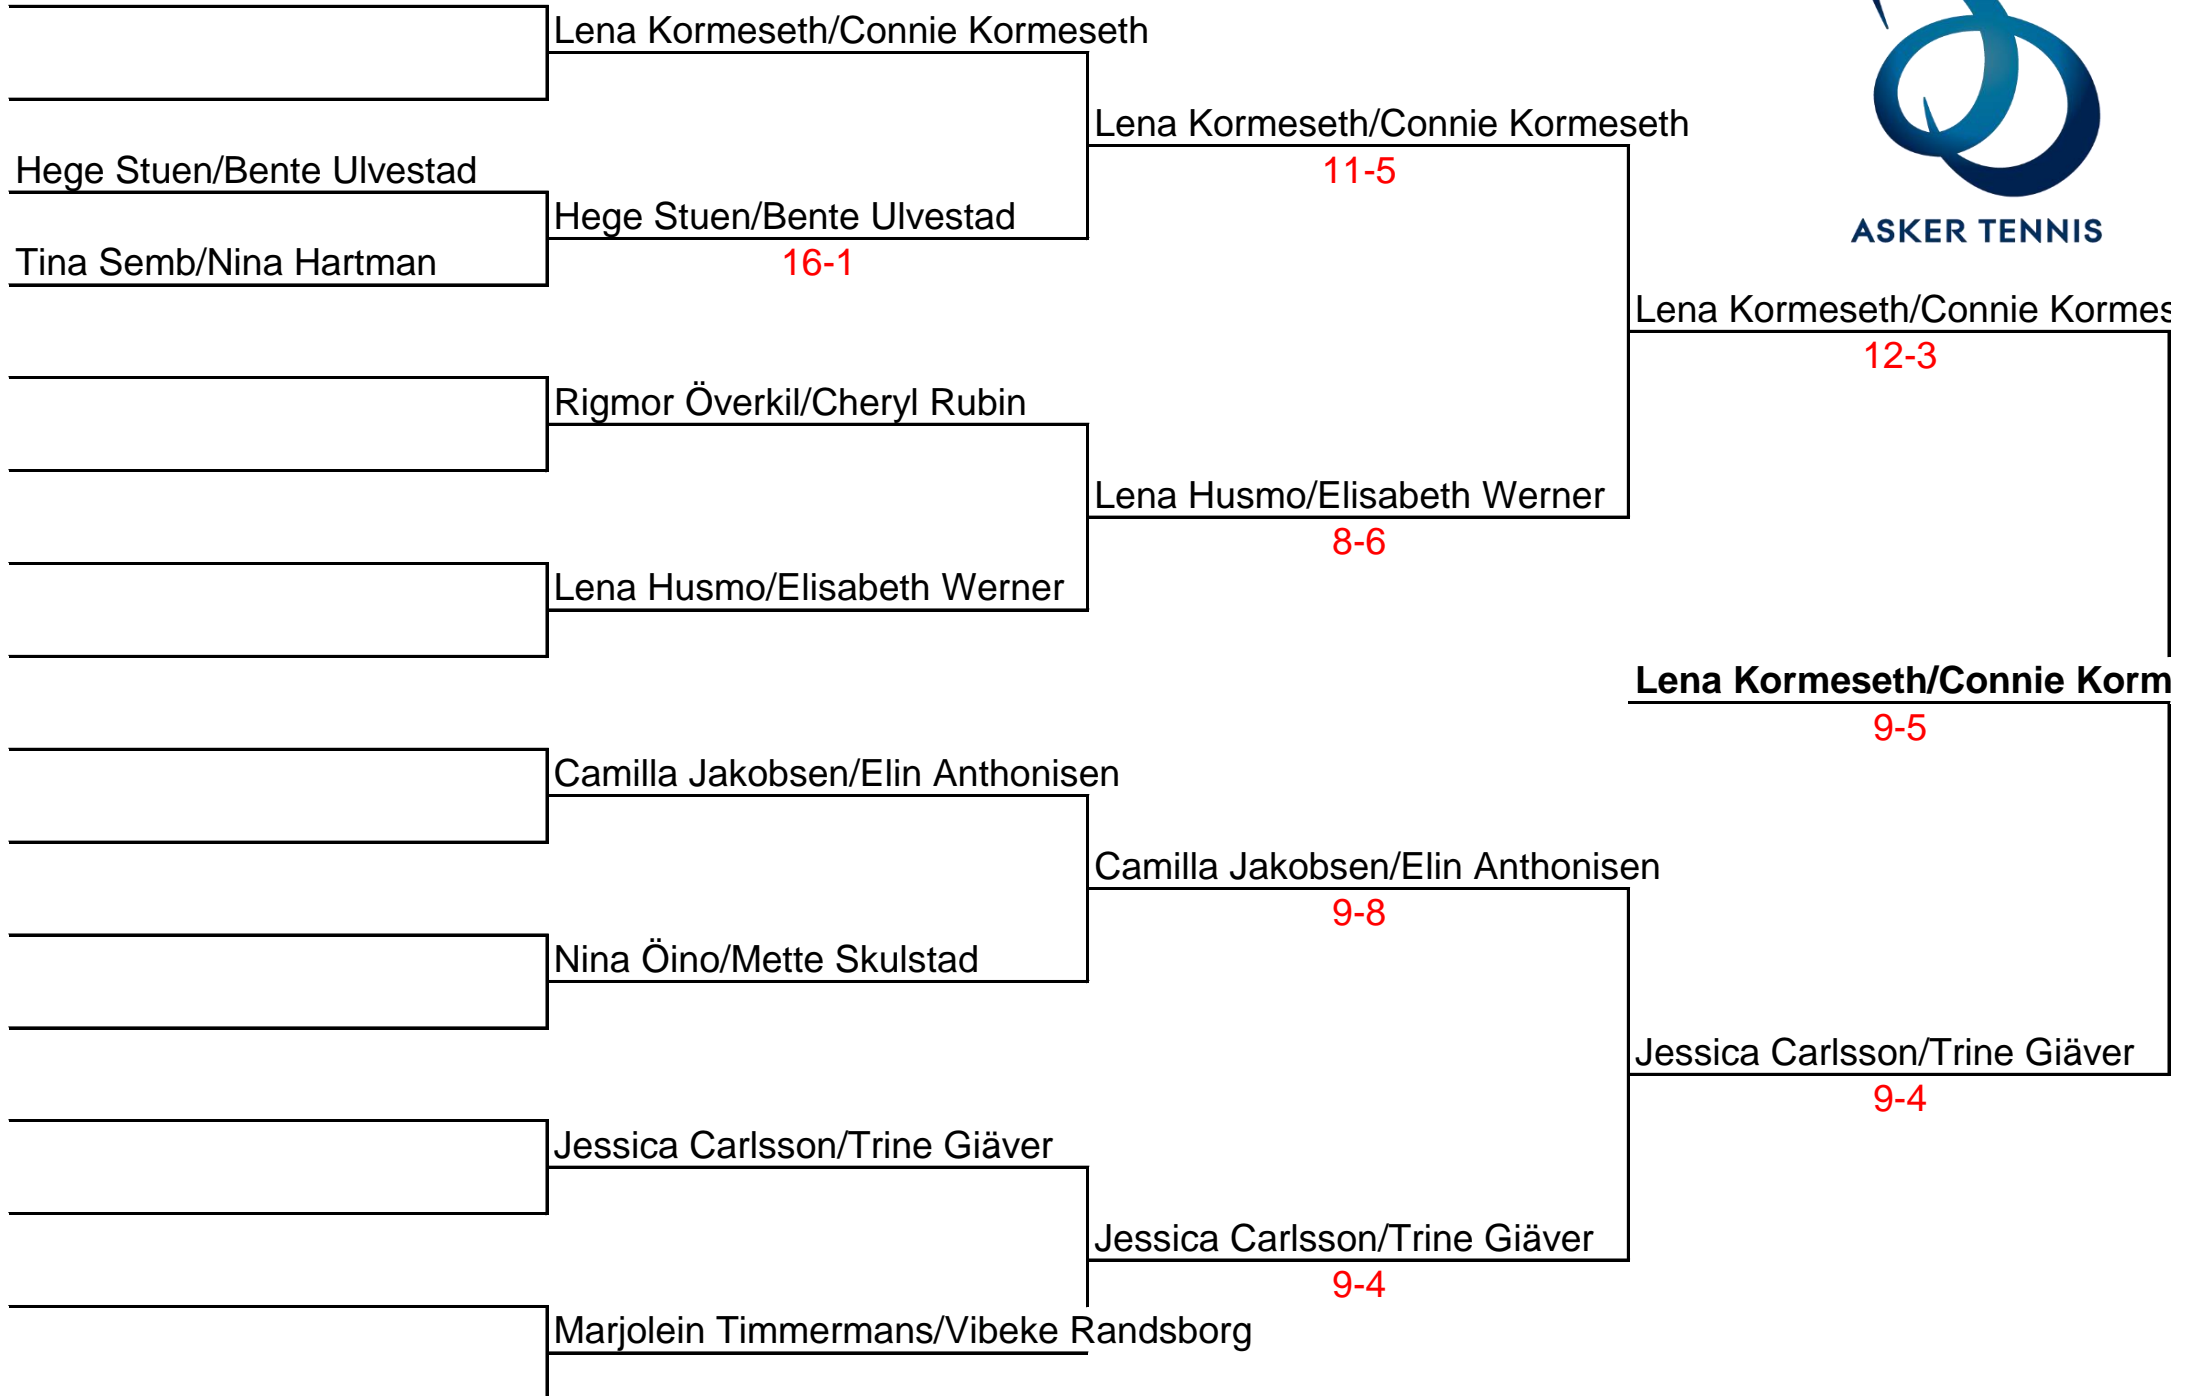 Lena Kormeseth/Connie Kormeseth
Lena Kormeseth/Connie Kormeseth
11-5
Hege Stuen/Bente Ulvestad
Hege Stuen/Bente Ulvestad
16-1
Tina Semb/Nina Hartman
ASKER TENNIS
Lena Kormeseth/Connie Kormes
12-3
Rigmor Överkil/Cheryl Rubin
Lena Husmo/Elisabeth Werner
8-6
Lena Husmo/Elisabeth Werner
Lena Kormeseth/Connie Korm
9-5
Camilla Jakobsen/Elin Anthonisen
Camilla Jakobsen/Elin Anthonisen
9-8
Nina Öino/Mette Skulstad
Jessica Carlsson/Trine Giäver
9-4
Jessica Carlsson/Trine Giäver
Jessica Carlsson/Trine Giäver
9-4
Marjolein Timmermans/Vibeke Randsborg